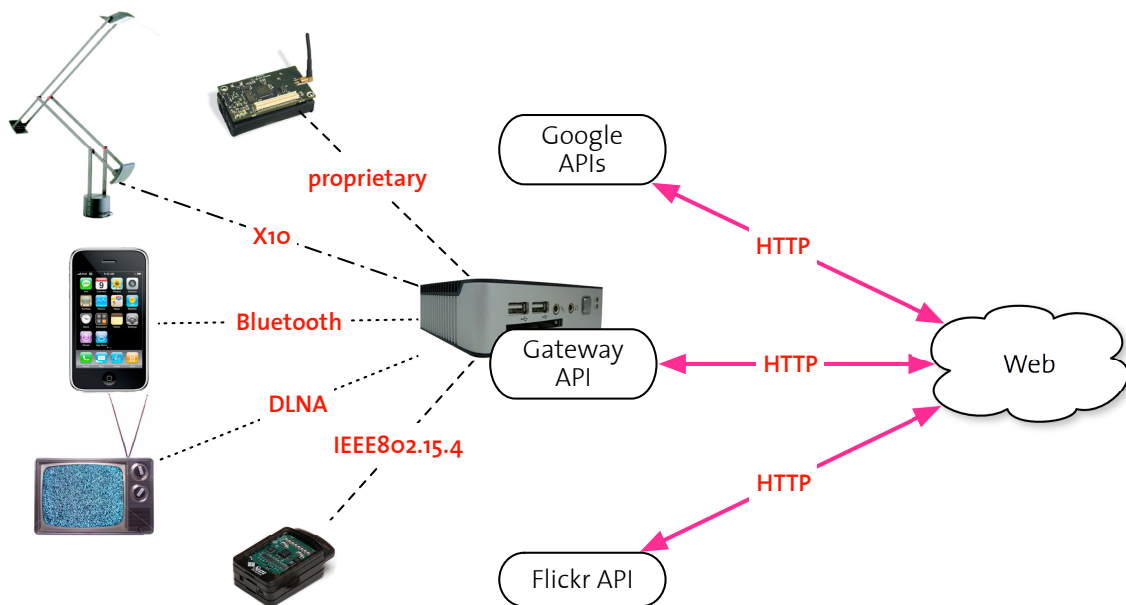 Google
APIs
proprietary
HTTP
X10
Bluetooth
Gateway
API
HTTP
Web
DLNA
IEEE802.15.4
HTTP
Flickr API